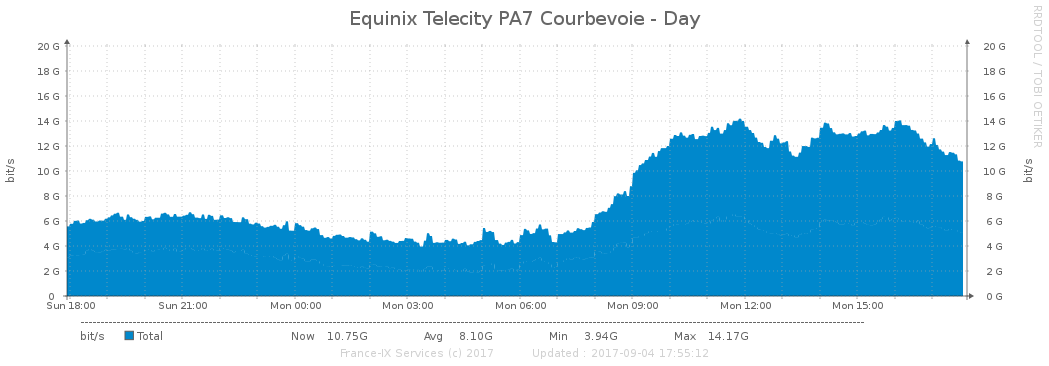 Equinix Telecity PA7 Courbevoie - Day
RRDTOOL / TOBI OETIKER
20 G 20 G
18 G 18 G
16 G 16 G
14 G 14 G
12 G 12 G
10 G 10 G
8 G 8 G
6 G 6 G
4 G 4 G
2 G 2 G
0 0 G
bit/s bit/s
Sun 18:00 Sun 21:00 Mon 00:00 Mon 03:00 Mon 06:00 Mon 09:00 Mon 12:00 Mon 15:00
bit/s Total Now 10.75G Avg 8.10G Min 3.94G Max 14.17G
France-IX Services (c) 2017 Updated : 2017-09-04 17:55:12